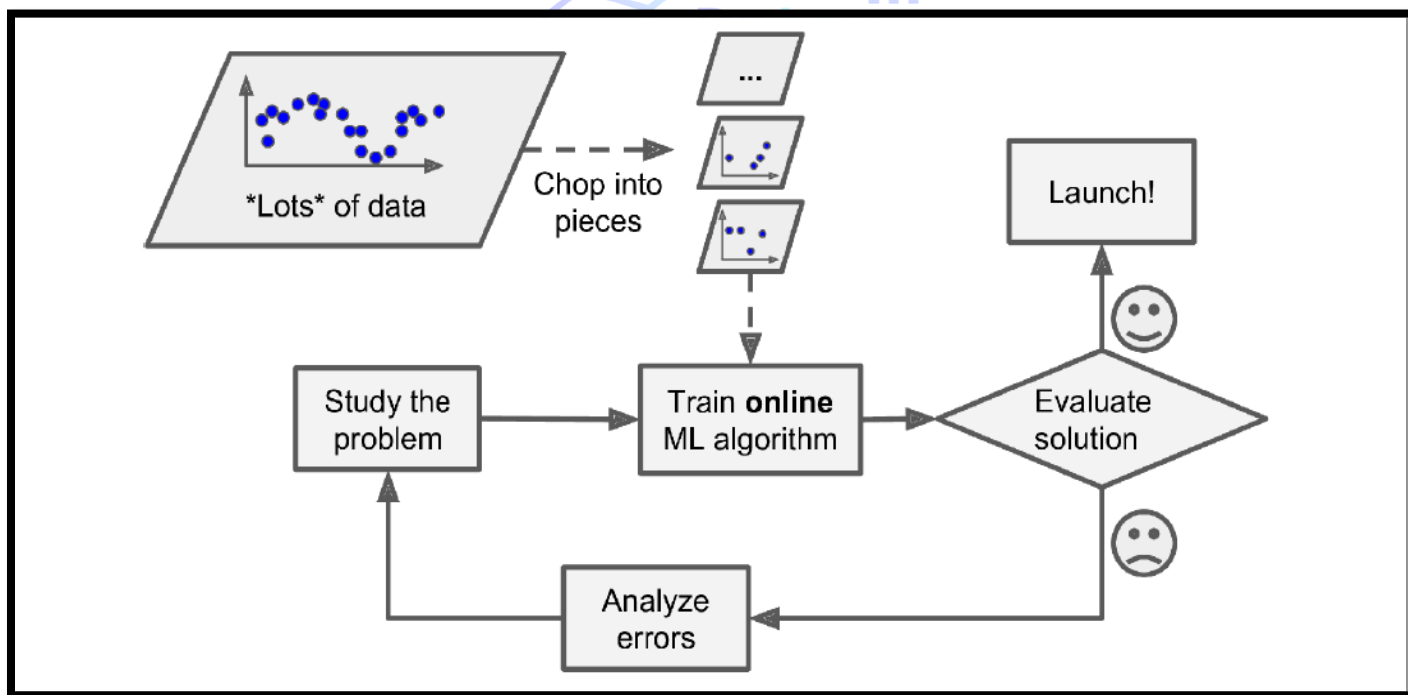 ...
*Lots* of data
Chop into
pieces
Launch!
Study the
problem
Train online
ML algorithm
Evaluate
solution
Analyze
errors